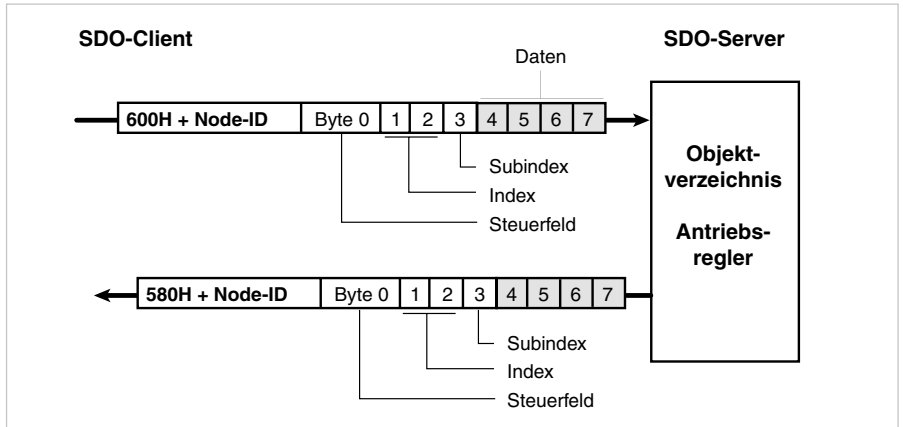 SDO-Client
SDO-Server
Daten
600H + Node-ID Byte 0 1 2 3 4 5 6 7
Subindex
Index
Steuerfeld
Objekt-
verzeichnis
Antriebs-
regler
580H + Node-ID Byte 0 1 2 3 4 5 6 7
Subindex
Index
Steuerfeld